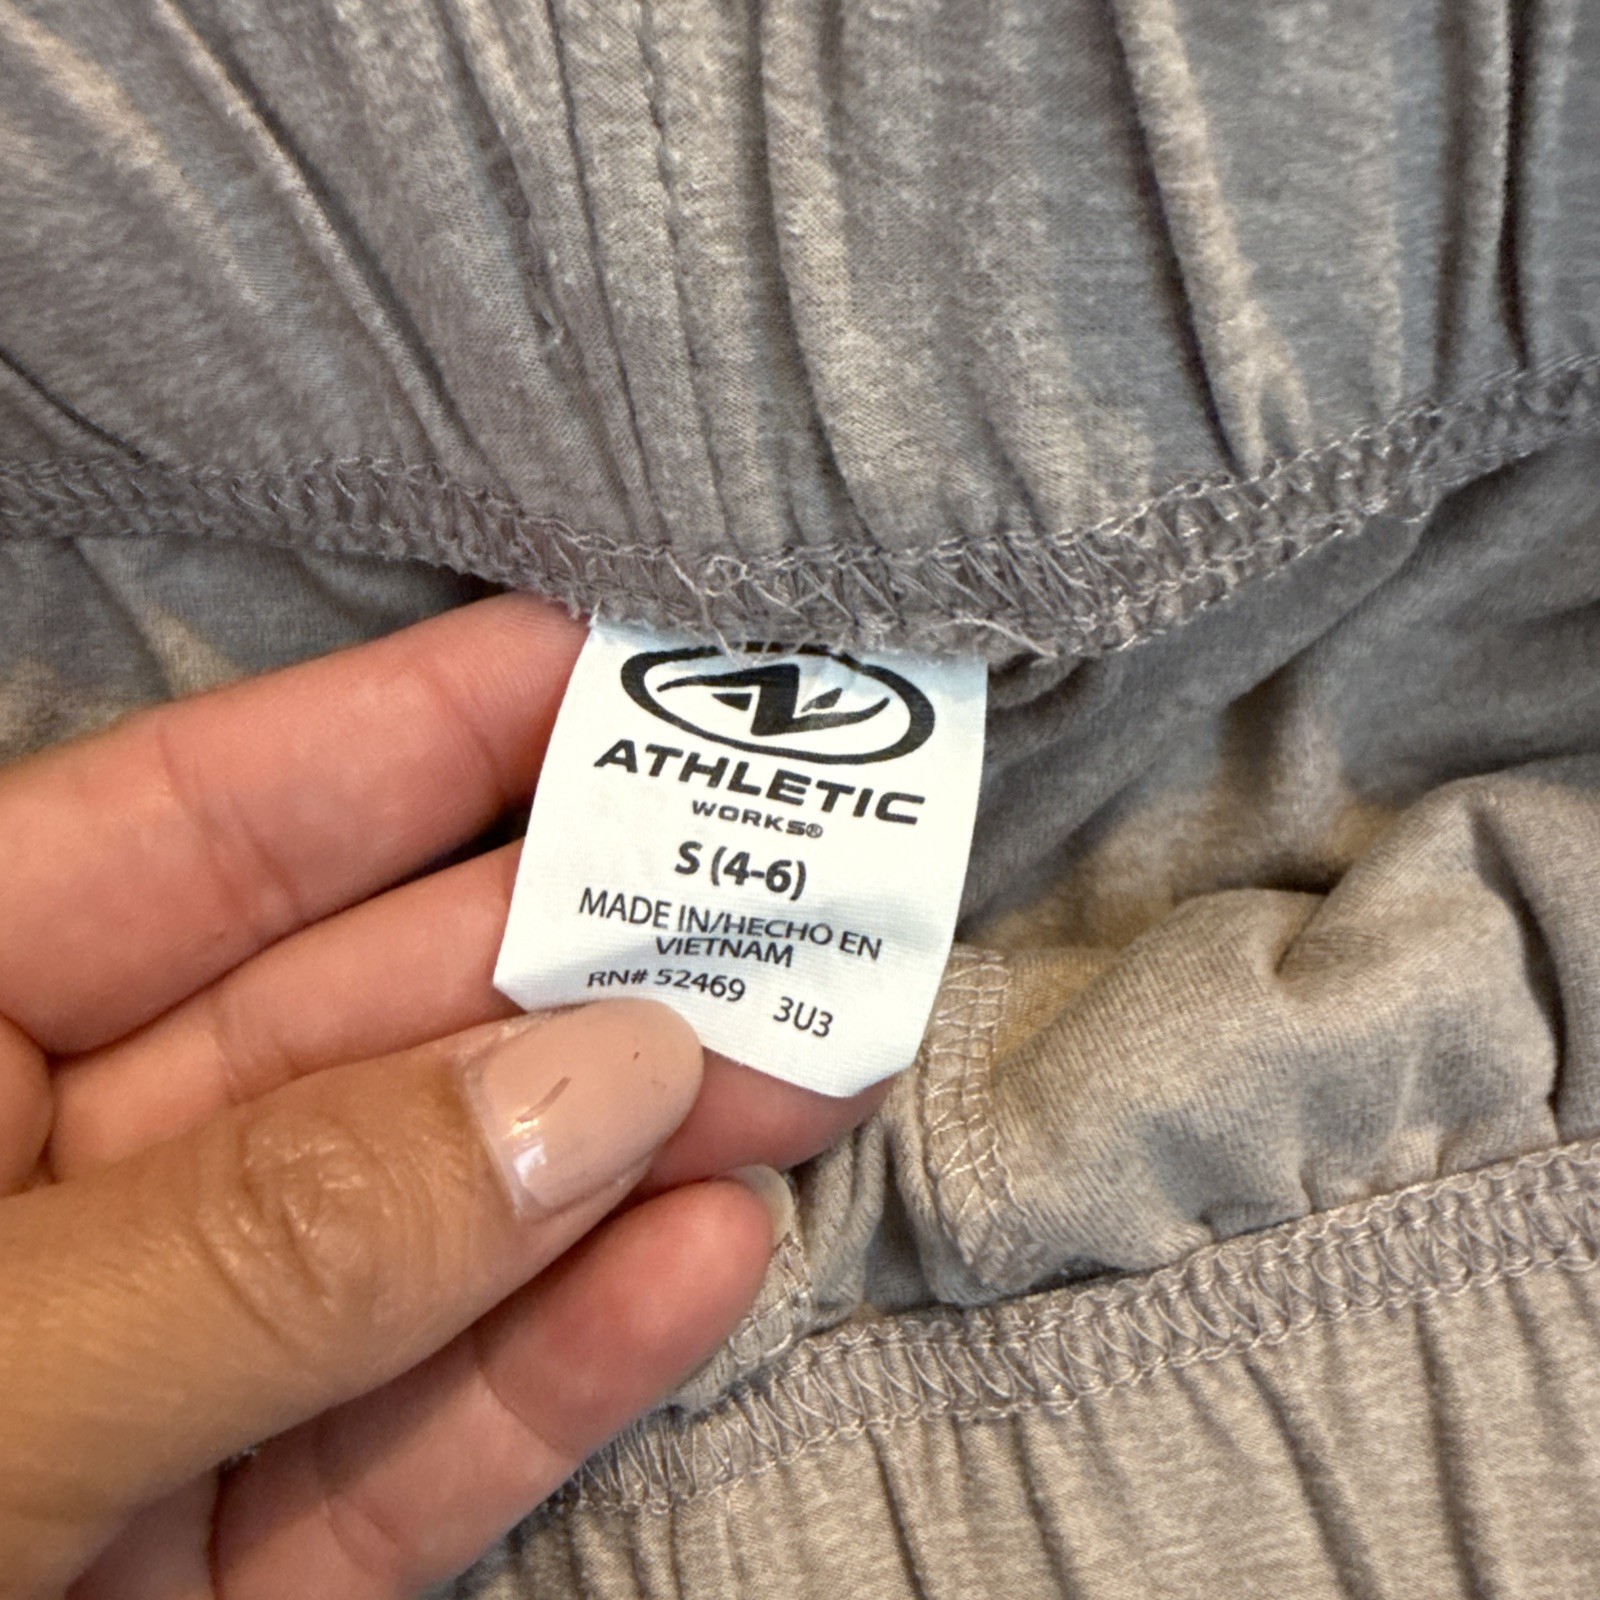 ATHLETIC
WORKS®
S (4-6)
MADE IN/HECHO EN
VIETNAM
RN# 52469 3U3